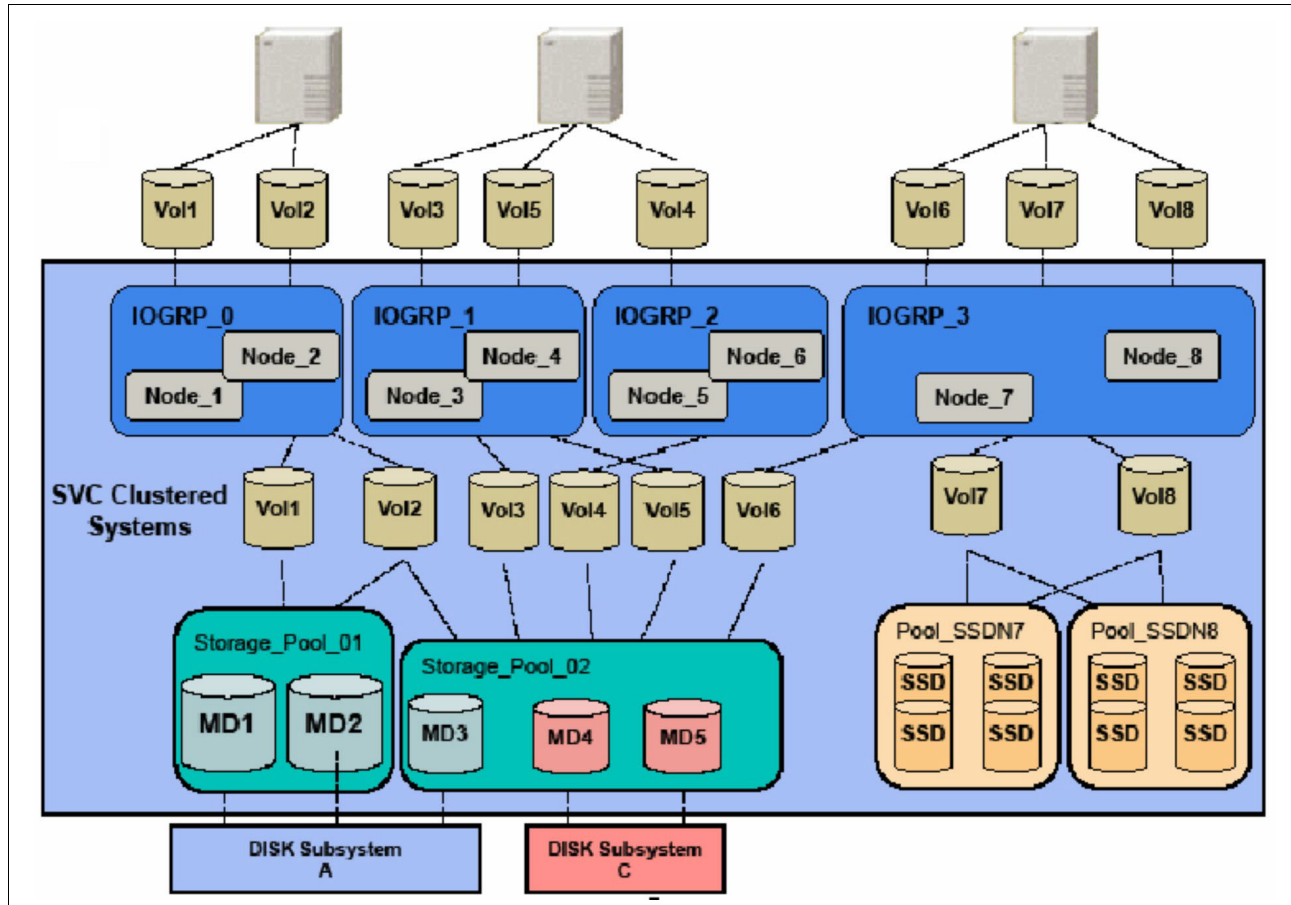 Vol1
Vol2
Vol3
Vol5
Vol4
Vol6
Vol7
Vol8
IOGRP_0
Node_2
Node_1
IOGRP_1
Node_4
Node_3
IOGRP_2
Node_6
Node_5
IOGRP_3
Node_8
Node_7
SVC Clustered
Systems
Vol1
Vol2
Vol3
Vol4
Vol5
Vol6
Vol7
Vol8
Storage_Pool_01
MD1
MD2
Storage_Pool_02
MD3
MD4
MD5
Pool_SSDN7
SSD
SSD
SSD
SSD
Pool_SSDN8
SSD
SSD
SSD
SSD
DISK Subsystem
A
DISK Subsystem
C